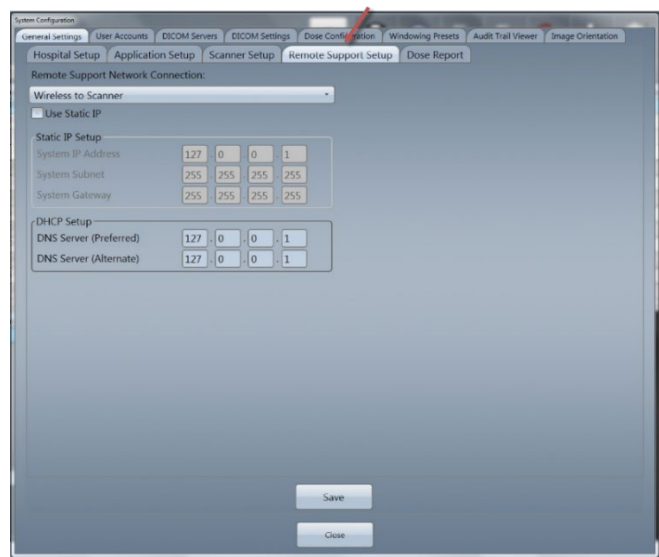 System Configuration
General Settings User Accounts DICOM Servers DICOM Settings Dose Configuration Windowing Presets Audit Trail Viewer Image Orientation
Hospital Setup Application Setup Scanner Setup Remote Support Setup Dose Report
Remote Support Network Connection:
Wireless to Scanner
Use Static IP
Static IP Setup
System IP Address 127 . 0 . 0 . 1
System Subnet 255 . 255 . 255 . 255
System Gateway 255 . 255 . 255 . 255
DHCP Setup
DNS Server (Preferred) 127 . 0 . 0 . 1
DNS Server (Alternate) 127 . 0 . 0 . 1
Save
Close